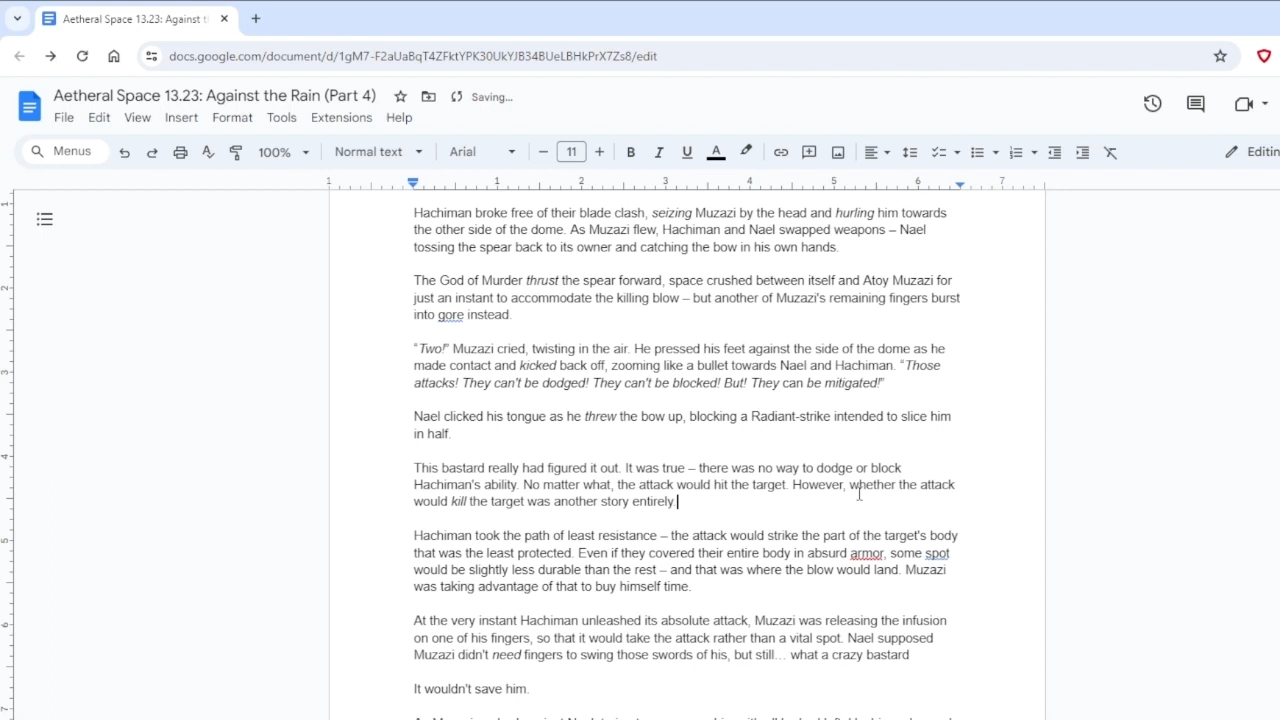 Aetheral Space 13.23: Against t
docs.google.com/document/d/1gM7-F2aUaBqT4ZFktYPK30UkYJB34BUeLBHkPrX7Zs8/edit
Aetheral Space 13.23: Against the Rain (Part 4)
Saving...
File Edit View Insert Format Tools Extensions Help
Menus 100% Normal text Arial 11 B I U A Editin
1 1 2 3 4 5 6 7
Hachiman broke free of their blade clash, seizing Muzazi by the head and hurling him towards
the other side of the dome. As Muzazi flew, Hachiman and Nael swapped weapons – Nael
tossing the spear back to its owner and catching the bow in his own hands.
The God of Murder thrust the spear forward, space crushed between itself and Atoy Muzazi for
just an instant to accommodate the killing blow – but another of Muzazi's remaining fingers burst
into gore instead.
“Two!” Muzazi cried, twisting in the air. He pressed his feet against the side of the dome as he
made contact and kicked back off, zooming like a bullet towards Nael and Hachiman. “Those
attacks! They can't be dodged! They can't be blocked! But! They can be mitigated!”
Nael clicked his tongue as he threw the bow up, blocking a Radiant-strike intended to slice him
in half.
This bastard really had figured it out. It was true – there was no way to dodge or block
Hachiman's ability. No matter what, the attack would hit the target. However, whether the attack
would kill the target was another story entirely.
Hachiman took the path of least resistance – the attack would strike the part of the target's body
that was the least protected. Even if they covered their entire body in absurd armor, some spot
would be slightly less durable than the rest – and that was where the blow would land. Muzazi
was taking advantage of that to buy himself time.
At the very instant Hachiman unleashed its absolute attack, Muzazi was releasing the infusion
on one of his fingers, so that it would take the attack rather than a vital spot. Nael supposed
Muzazi didn't need fingers to swing those swords of his, but still… what a crazy bastard
It wouldn't save him.